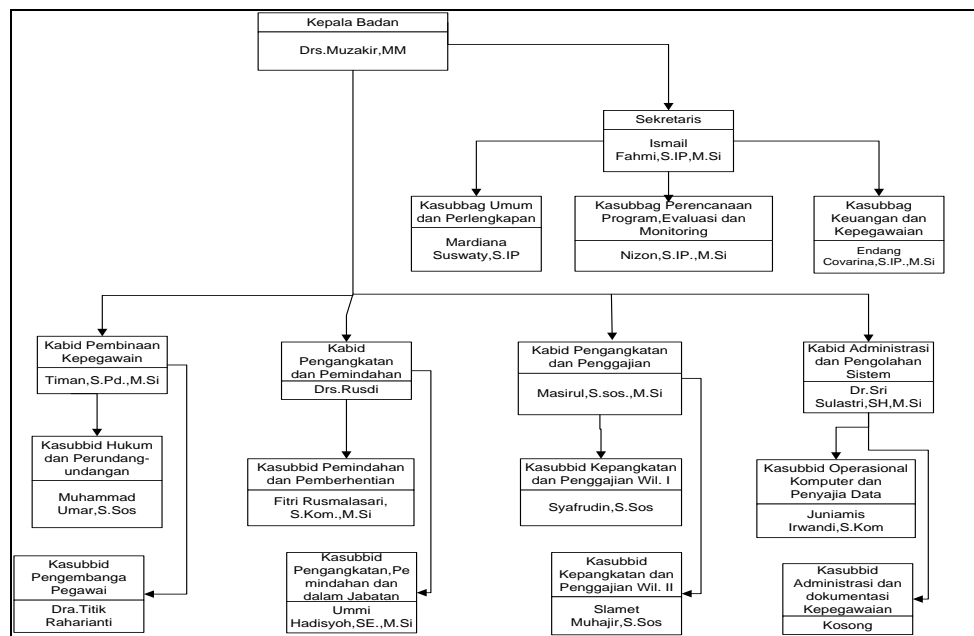 Kepala Badan
Drs.Muzakir,MM
Sekretaris
Ismail
Fahmi,S.IP,M.Si
Kasubbag Umum
dan Perlengkapan
Mardiana
Suswaty,S.IP
Kasubbag Perencanaan
Program,Evaluasi dan
Monitoring
Nizon,S.IP.,M.Si
Kasubbag
Keuangan dan
Kepegawaian
Endang
Covarina,S.IP.,M.Si
Kabid Pembinaan
Kepegawain
Timan,S.Pd.,M.Si
Kabid
Pengangkatan
dan Pemindahan
Drs.Rusdi
Kabid Pengangkatan
dan Penggajian
Masirul,S.sos.,M.Si
Kabid Administrasi
dan Pengolahan
Sistem
Dr.Sri
Sulastri,SH,M.Si
Kasubbid Hukum
dan Perundang-
undangan
Muhammad
Umar,S.Sos
Kasubbid Pemindahan
dan Pemberhentian
Fitri Rusmalasari,
S.Kom.,M.Si
Kasubbid Kepangkatan
dan Penggajian Wil. I
Syafrudin,S.Sos
Kasubbid Operasional
Komputer dan
Penyajia Data
Juniamis
Irwandi,S.Kom
Kasubbid
Pengembanga
Pegawai
Dra.Titik
Raharianti
Kasubbid
Pengangkatan,Pe
mindahan dan
dalam Jabatan
Ummi
Hadisyoh,SE.,M.Si
Kasubbid
Kepangkatan dan
Penggajian Wil. II
Slamet
Muhajir,S.Sos
Kasubbid
Administrasi dan
dokumentasi
Kepegawaian
Kosong